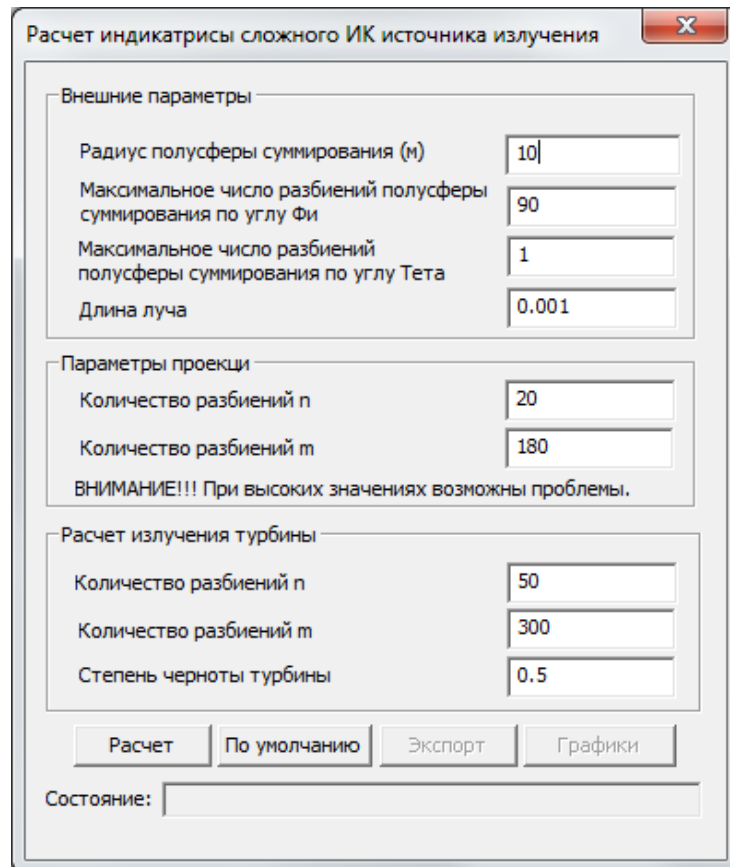 Расчет индикатрисы сложного ИК источника излучения
Внешние параметры
Радиус полусферы суммирования (м) 10
Максимальное число разбиений полусферы
суммирования по углу Фи 90
Максимальное число разбиений
полусферы суммирования по углу Тета 1
Длина луча 0.001
Параметры проекци
Количество разбиений n 20
Количество разбиений m 180
ВНИМАНИЕ!!! При высоких значениях возможны проблемы.
Расчет излучения турбины
Количество разбиений n 50
Количество разбиений m 300
Степень черноты турбины 0.5
Расчет По умолчанию Экспорт Графики
Состояние: